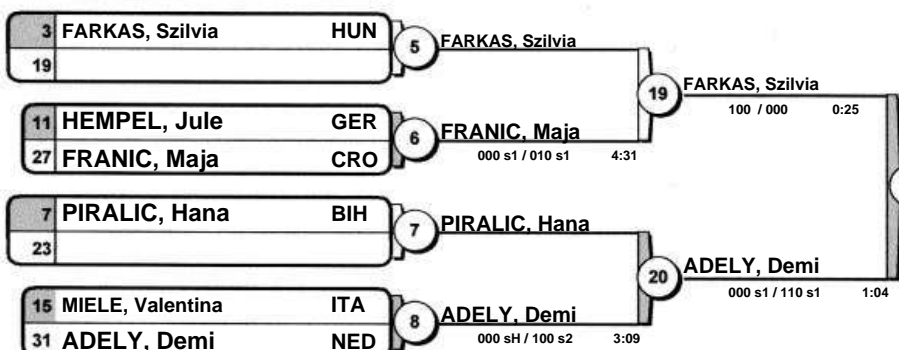 3 FARKAS, Szilvia HUN
19
5
FARKAS, Szilvia
11 HEMPEL, Jule GER
27 FRANIC, Maja CRO
6
FRANIC, Maja
000 s1 / 010 s1 4:31
19
FARKAS, Szilvia
100 / 000 0:25
7 PIRALIC, Hana BIH
23
7
PIRALIC, Hana
15 MIELE, Valentina ITA
31 ADELY, Demi NED
8
ADELY, Demi
000 sH / 100 s2 3:09
20
ADELY, Demi
000 s1 / 110 s1 1:04